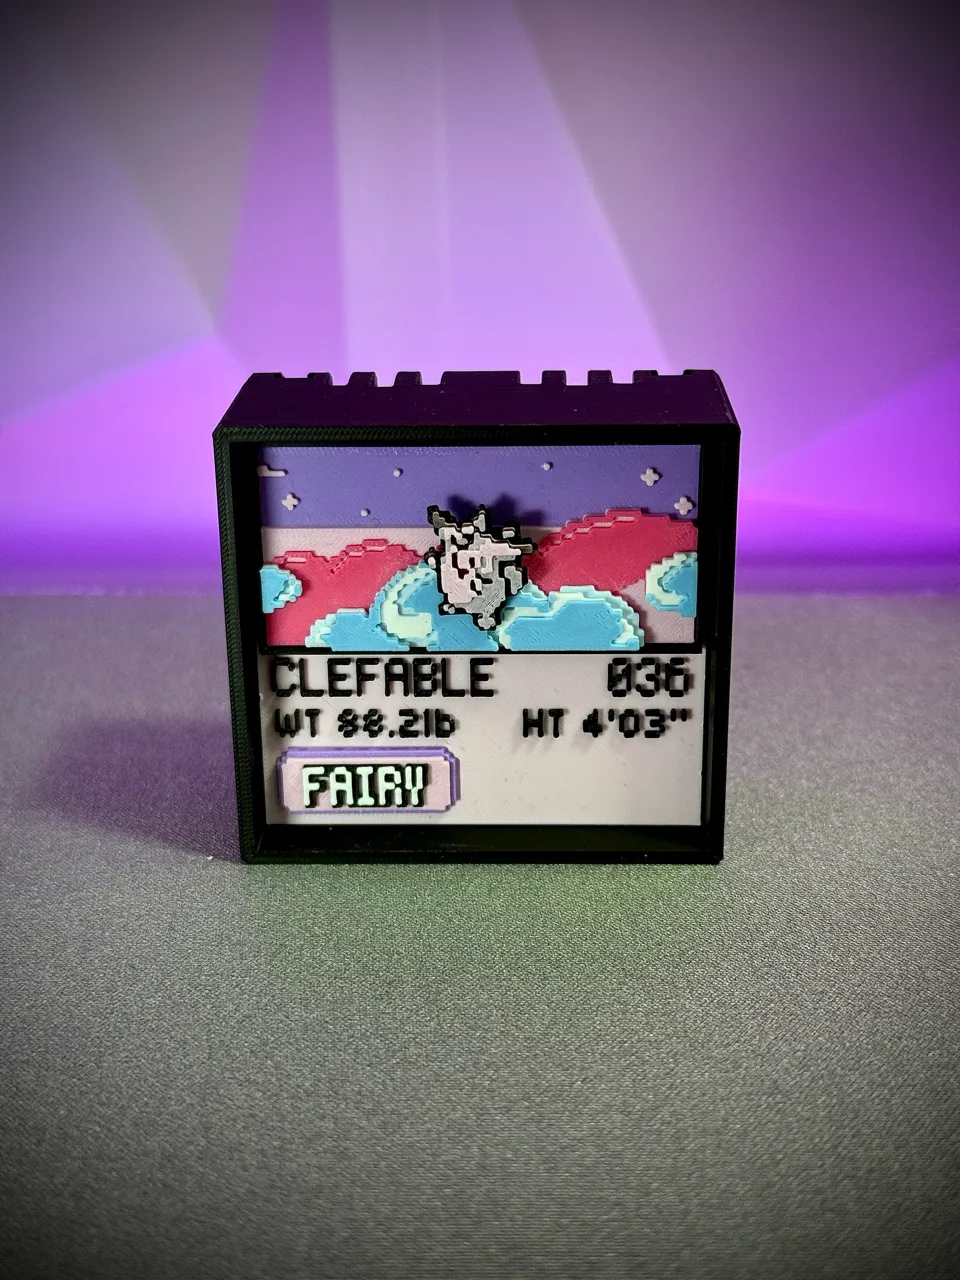 CLEFABLE 036
WT 88.2lb HT 4'03"
FAIRY